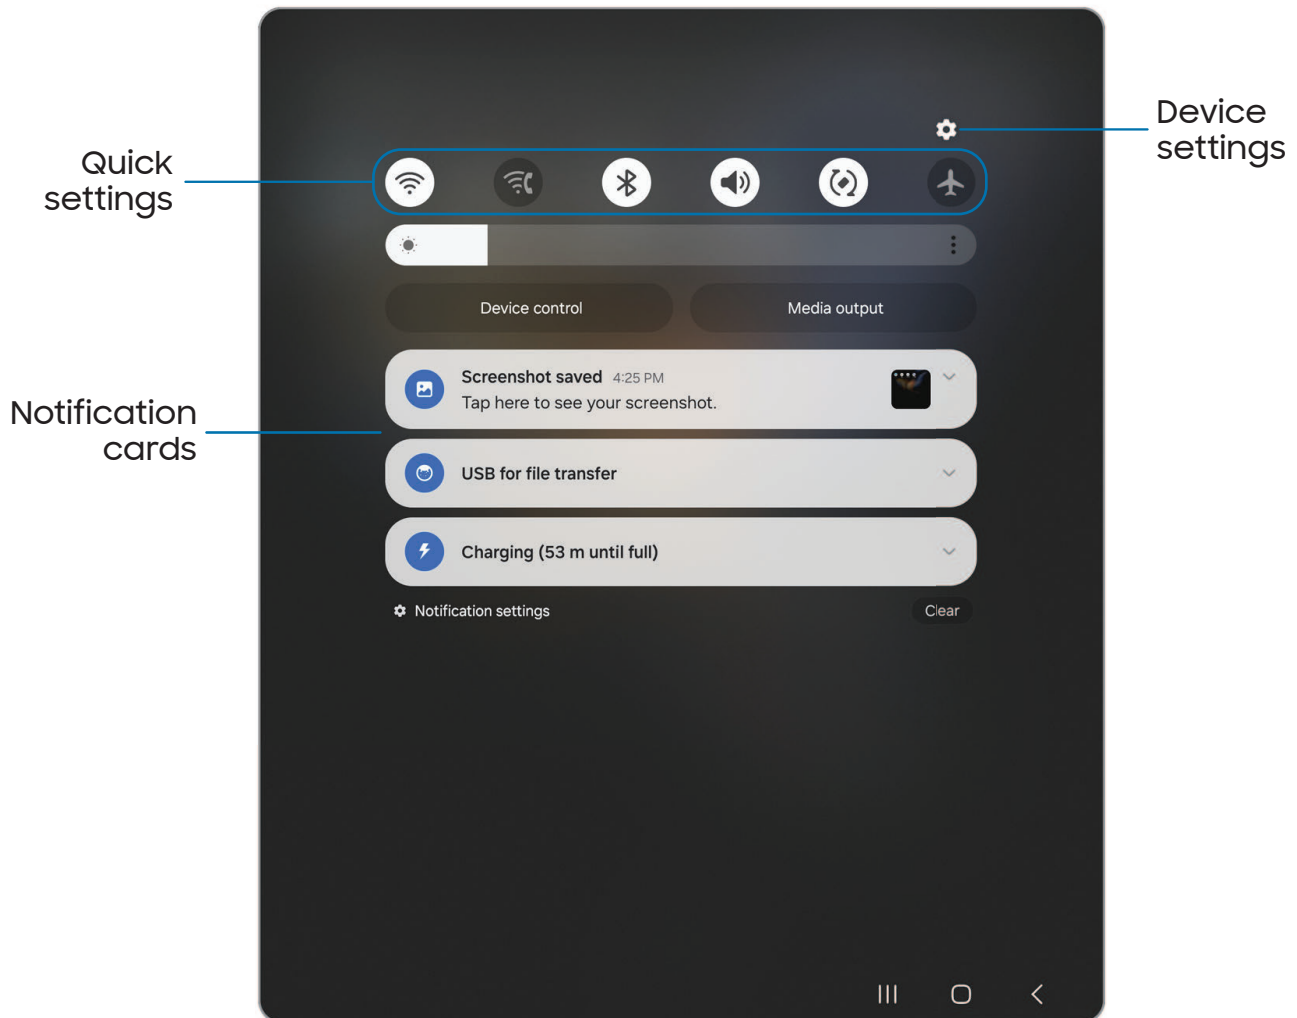 Device
settings
Quick
settings
Device control
Media output
Screenshot saved 4:25 PM
Tap here to see your screenshot.
Notification
cards
USB for file transfer
Charging (53 m until full)
Notification settings
Clear